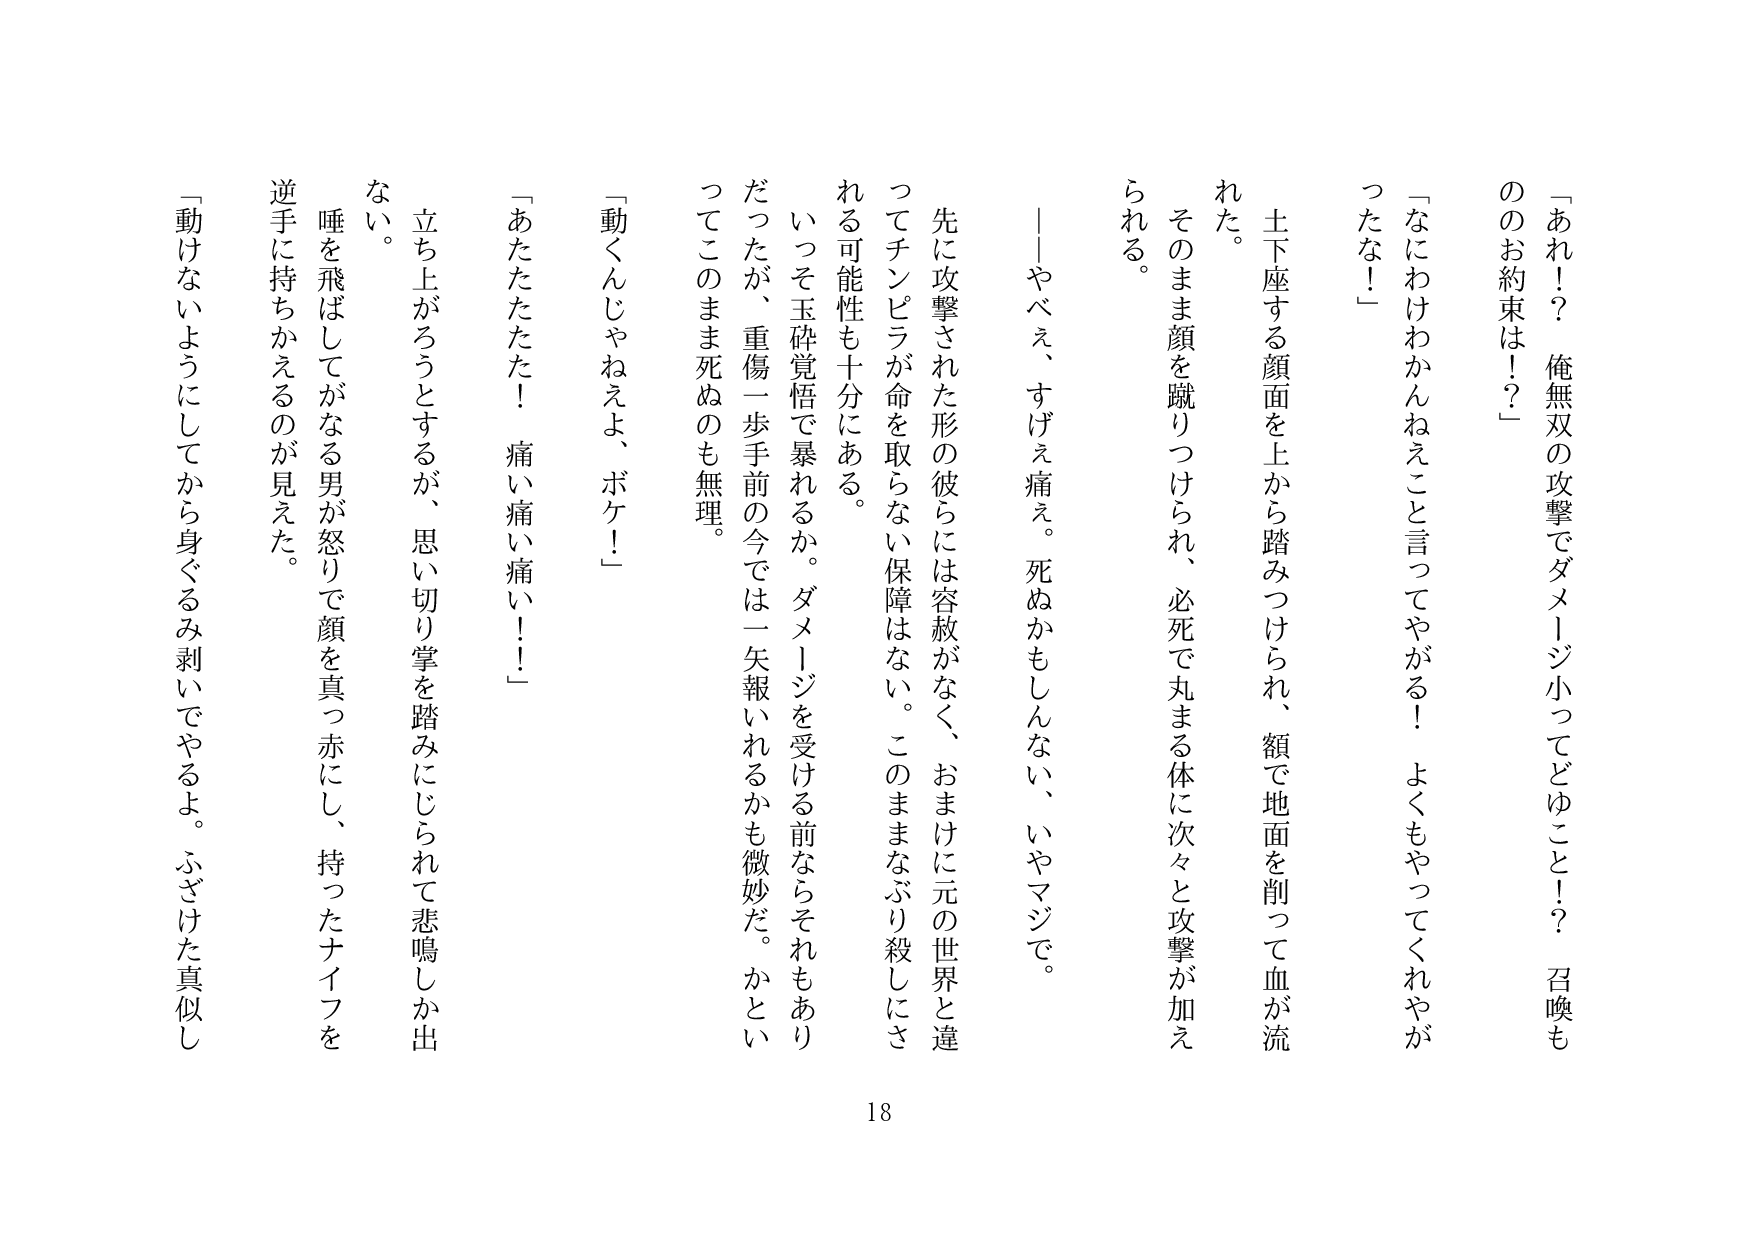 「あれ！？　俺無双の攻撃でダメージ小ってどゆこと！？　召喚も
ののお約束は！？」
「なにわけわかんねえこと言ってやがる！　よくもやってくれやが
ったな！」
　土下座する顔面を上から踏みつけられ、額で地面を削って血が流
れた。
　そのまま顔を蹴りつけられ、必死で丸まる体に次々と攻撃が加え
られる。
　――やべぇ、すげぇ痛ぇ。死ぬかもしんない、いやマジで。
　先に攻撃された形の彼らには容赦がなく、おまけに元の世界と違
ってチンピラが命を取らない保障はない。このままなぶり殺しにさ
れる可能性も十分にある。
　いっそ玉砕覚悟で暴れるか。ダメージを受ける前ならそれもあり
だったが、重傷一歩手前の今では一矢報いれるかも微妙だ。かとい
ってこのまま死ぬのも無理。
「動くんじゃねえよ、ボケ！」
「あたたたたた！　痛い痛い痛い！！」
　立ち上がろうとするが、思い切り掌を踏みにじられて悲鳴しか出
ない。
　唾を飛ばしてがなる男が怒りで顔を真っ赤にし、持ったナイフを
逆手に持ちかえるのが見えた。
「動けないようにしてから身ぐるみ剥いでやるよ。ふざけた真似し
18